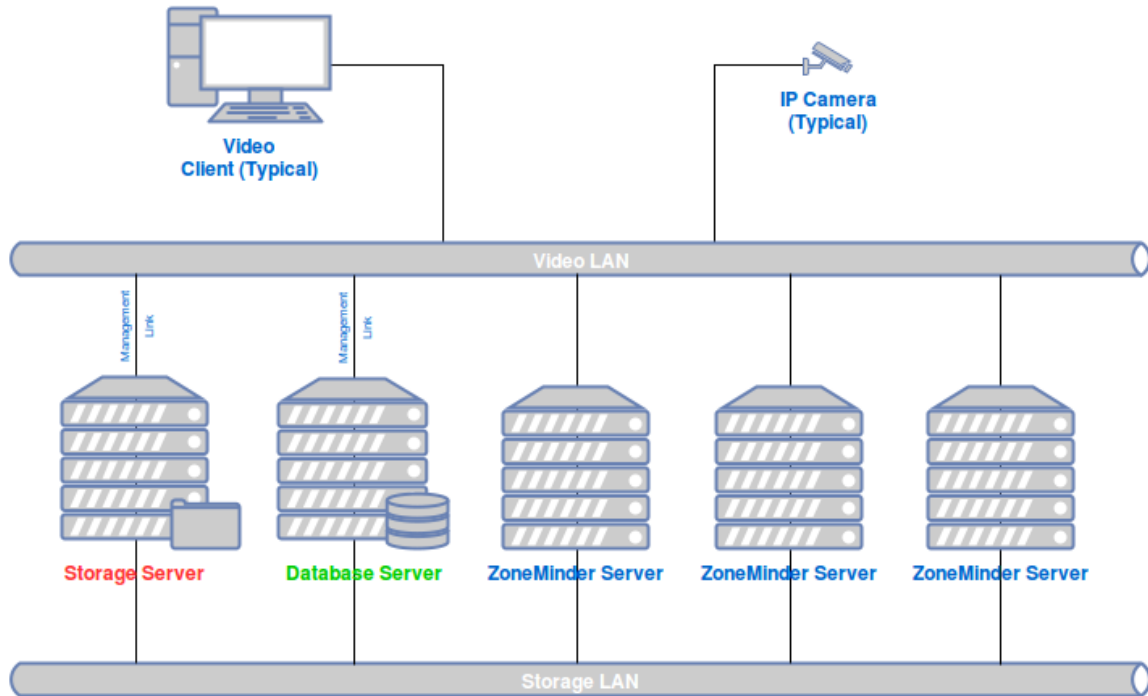 Video
Client (Typical)
IP Camera
(Typical)
Video LAN
Management
Link
Management
Link
Storage Server
Database Server
ZoneMinder Server
ZoneMinder Server
ZoneMinder Server
Storage LAN